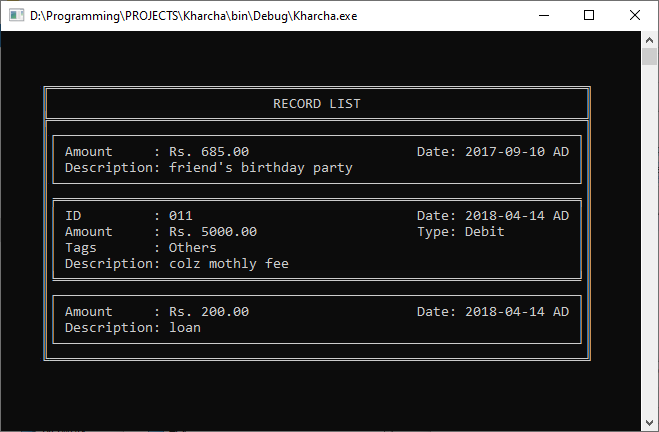 D:\Programming\PROJECTS\Kharcha\bin\Debug\Kharcha.exe
RECORD LIST
Amount     : Rs. 685.00                     Date: 2017-09-10 AD
Description: friend's birthday party
ID         : 011                            Date: 2018-04-14 AD
Amount     : Rs. 5000.00                    Type: Debit
Tags       : Others
Description: colz mothly fee
Amount     : Rs. 200.00                     Date: 2018-04-14 AD
Description: loan